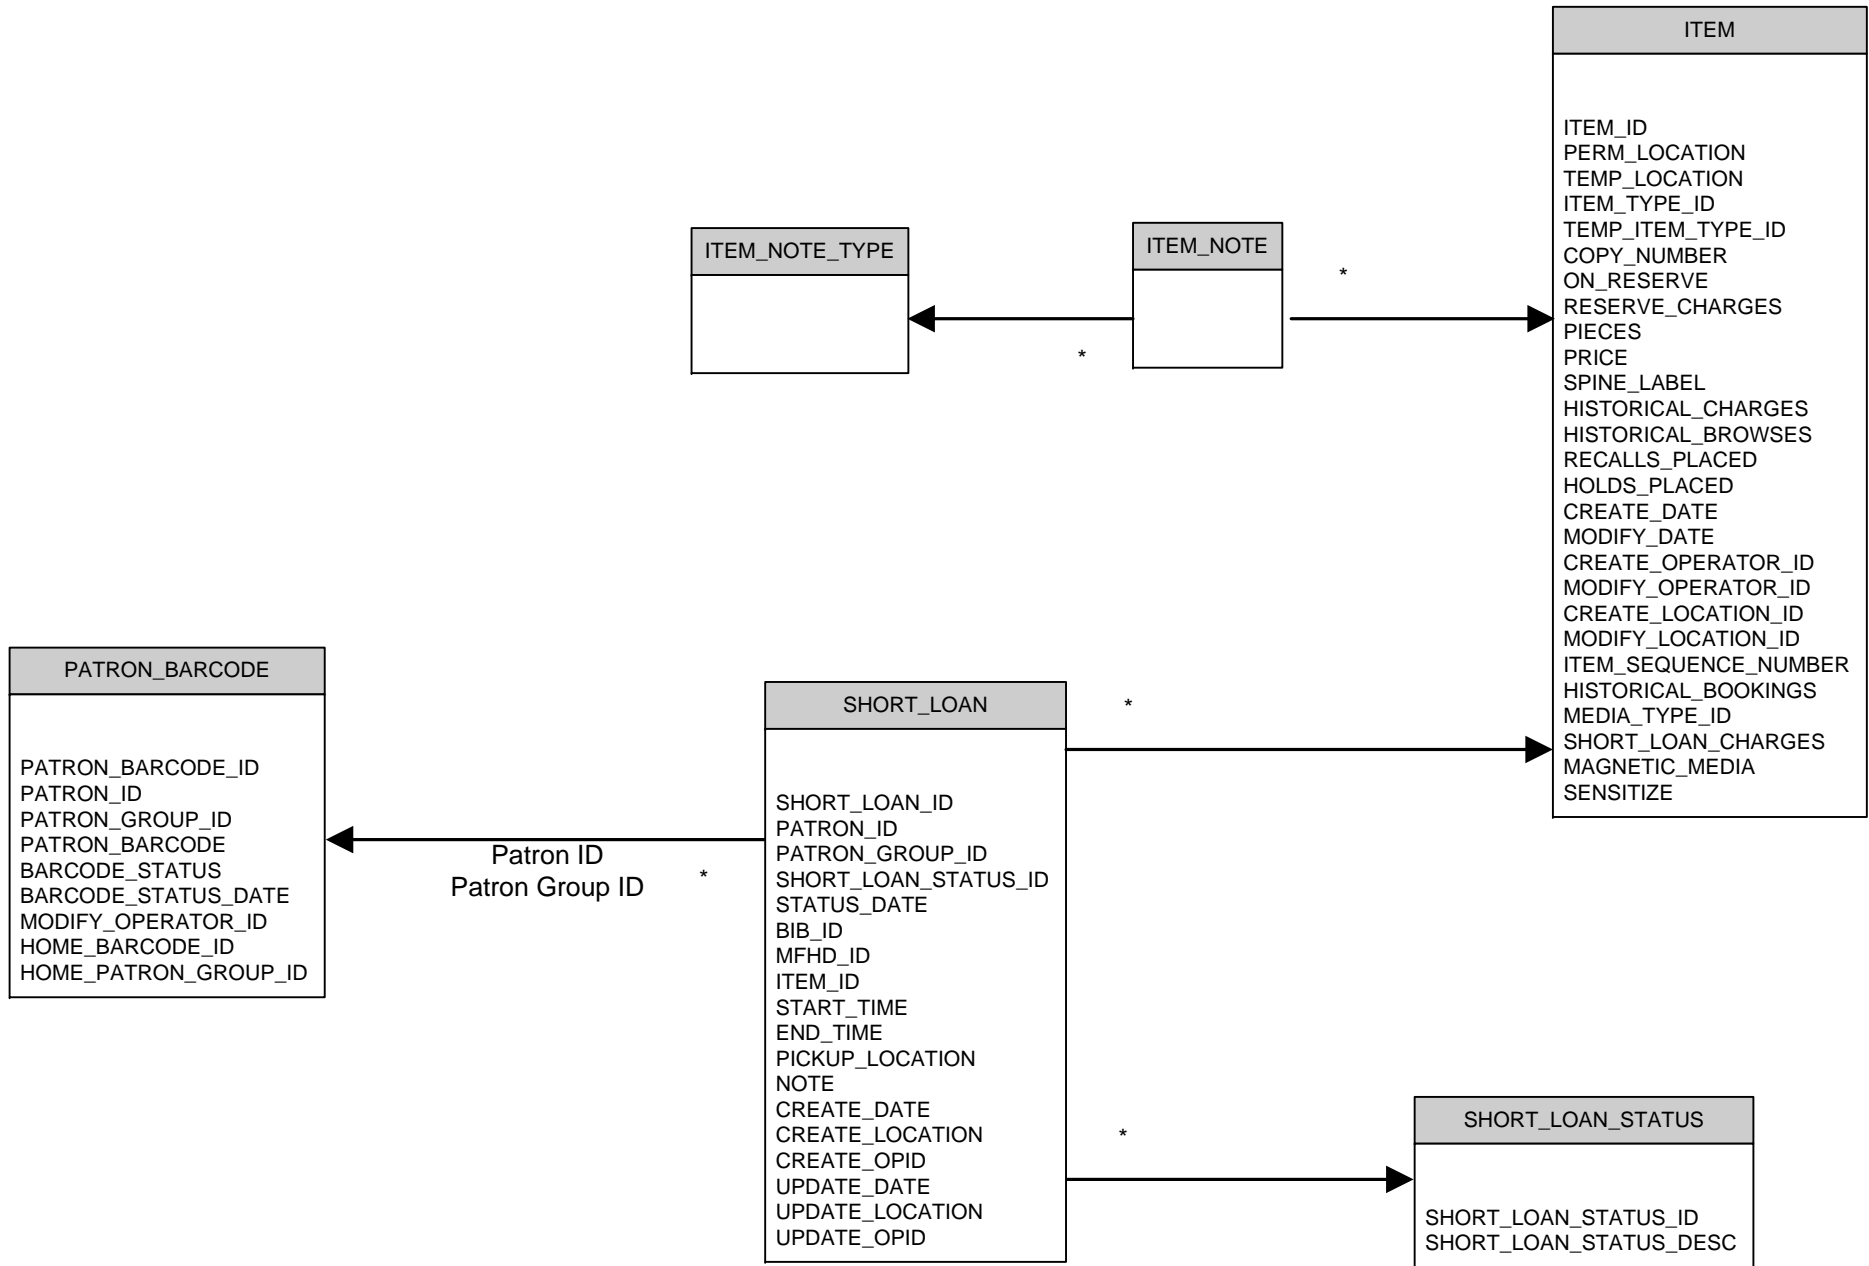 ITEM
ITEM_ID
PERM_LOCATION
TEMP_LOCATION
ITEM_TYPE_ID
TEMP_ITEM_TYPE_ID
COPY_NUMBER
ON_RESERVE
RESERVE_CHARGES
PIECES
PRICE
SPINE_LABEL
HISTORICAL_CHARGES
HISTORICAL_BROWSES
RECALLS_PLACED
HOLDS_PLACED
CREATE_DATE
MODIFY_DATE
CREATE_OPERATOR_ID
MODIFY_OPERATOR_ID
CREATE_LOCATION_ID
MODIFY_LOCATION_ID
ITEM_SEQUENCE_NUMBER
HISTORICAL_BOOKINGS
MEDIA_TYPE_ID
SHORT_LOAN_CHARGES
MAGNETIC_MEDIA
SENSITIZE
ITEM_NOTE_TYPE
*
ITEM_NOTE
*
PATRON_BARCODE
PATRON_BARCODE_ID
PATRON_ID
PATRON_GROUP_ID
PATRON_BARCODE
BARCODE_STATUS
BARCODE_STATUS_DATE
MODIFY_OPERATOR_ID
HOME_BARCODE_ID
HOME_PATRON_GROUP_ID
Patron ID
Patron Group ID
*
SHORT_LOAN
SHORT_LOAN_ID
PATRON_ID
PATRON_GROUP_ID
SHORT_LOAN_STATUS_ID
STATUS_DATE
BIB_ID
MFHD_ID
ITEM_ID
START_TIME
END_TIME
PICKUP_LOCATION
NOTE
CREATE_DATE
CREATE_LOCATION
CREATE_OPID
UPDATE_DATE
UPDATE_LOCATION
UPDATE_OPID
*
*
SHORT_LOAN_STATUS
SHORT_LOAN_STATUS_ID
SHORT_LOAN_STATUS_DESC